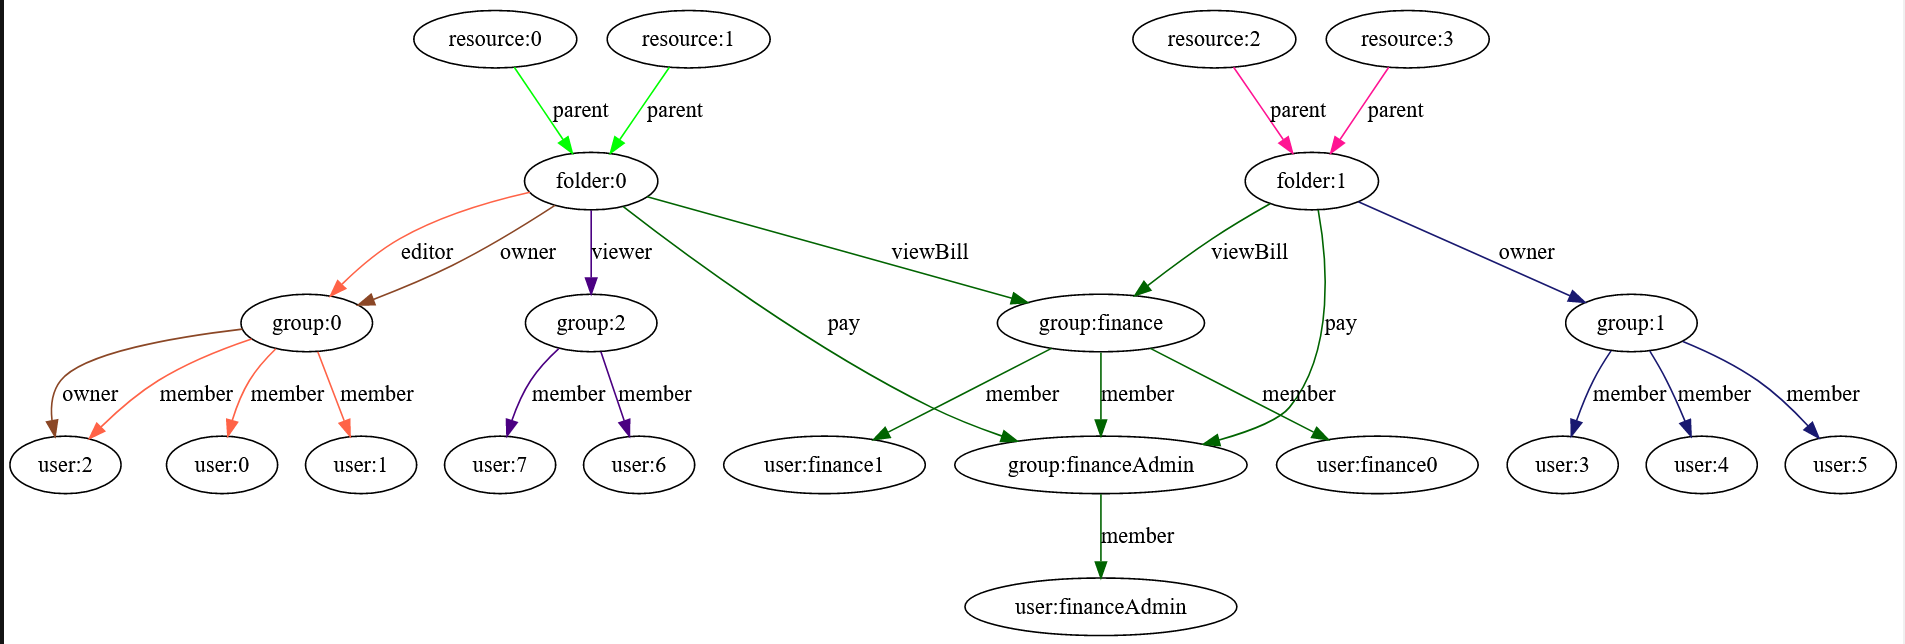 resource:0
resource:1
resource:2
resource:3
parent
parent
parent
parent
folder:0
folder:1
editor
owner
viewer
viewBill
viewBill
owner
group:0
group:2
pay
group:finance
pay
group:1
owner
member
member
member
member
member
member
member
member
member
member
member
user:2
user:0
user:1
user:7
user:6
user:finance1
group:financeAdmin
user:finance0
user:3
user:4
user:5
member
user:financeAdmin